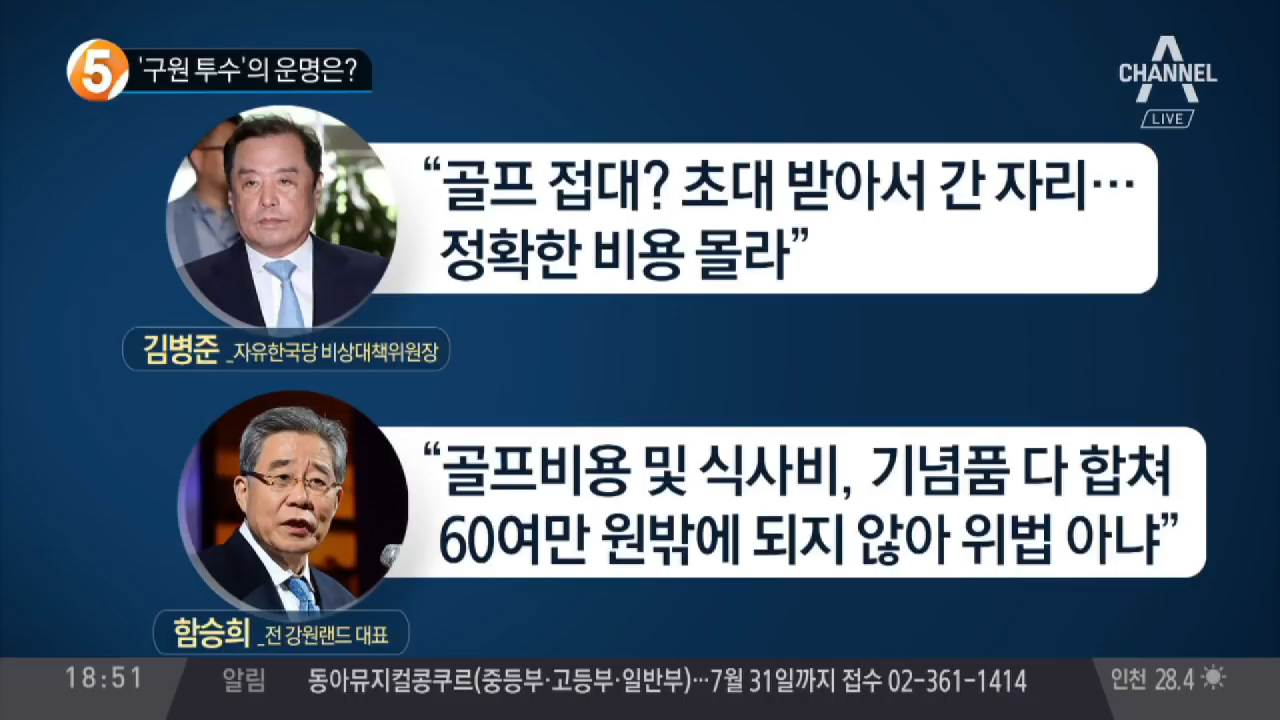 5 '구원 투수'의 운명은?
CHANNEL A
LIVE
“골프 접대? 초대 받아서 간 자리…
정확한 비용 몰라”
김병준 _자유한국당 비상대책위원장
“골프비용 및 식사비, 기념품 다 합쳐
60여만 원밖에 되지 않아 위법 아냐”
함승희 _전 강원랜드 대표
18:51 알림 동아뮤지컬콩쿠르(중등부·고등부·일반부)…7월 31일까지 접수 02-361-1414 인천 28.4